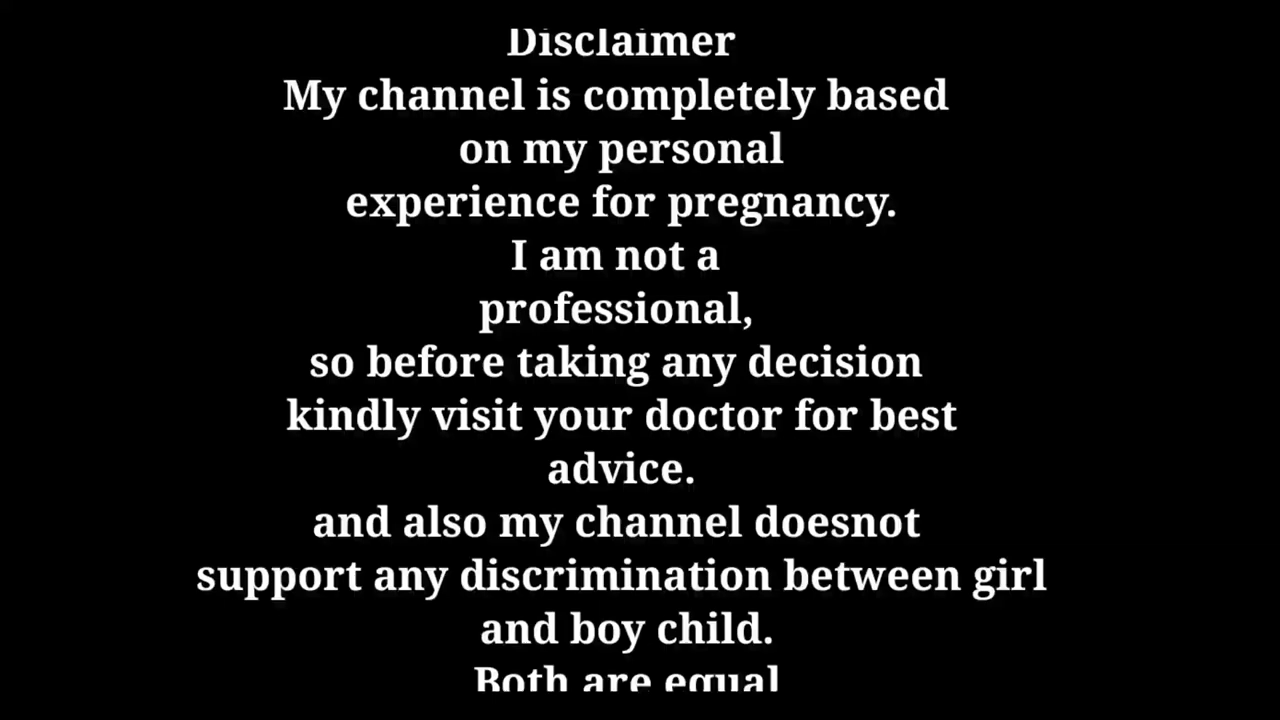 Disclaimer
My channel is completely based
on my personal
experience for pregnancy.
I am not a
professional,
so before taking any decision
kindly visit your doctor for best
advice.
and also my channel doesnot
support any discrimination between girl
and boy child.
Both are equal